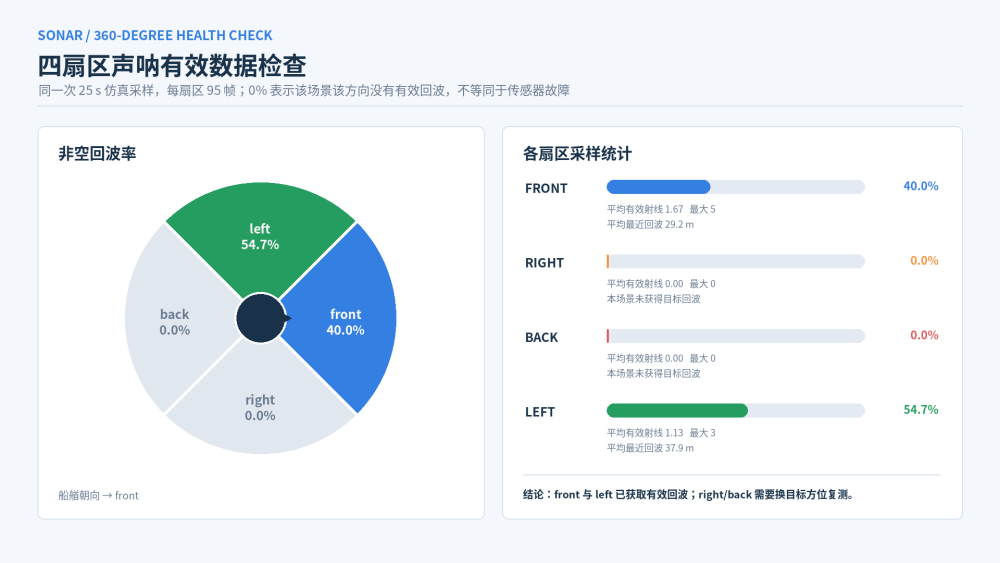 SONAR / 360-DEGREE HEALTH CHECK
四扇区声呐有效数据检查
同一次 25 s 仿真采样，每扇区 95 帧；0% 表示该场景该方向没有有效回波，不等同于传感器故障
非空回波率
left
54.7%
back
0.0%
front
40.0%
right
0.0%
船艏朝向 → front
各扇区采样统计
FRONT
40.0%
平均有效射线 1.67 最大 5
平均最近回波 29.2 m
RIGHT
0.0%
平均有效射线 0.00 最大 0
本场景未获得目标回波
BACK
0.0%
平均有效射线 0.00 最大 0
本场景未获得目标回波
LEFT
54.7%
平均有效射线 1.13 最大 3
平均最近回波 37.9 m
结论：front 与 left 已获取有效回波；right/back 需要换目标方位复测。